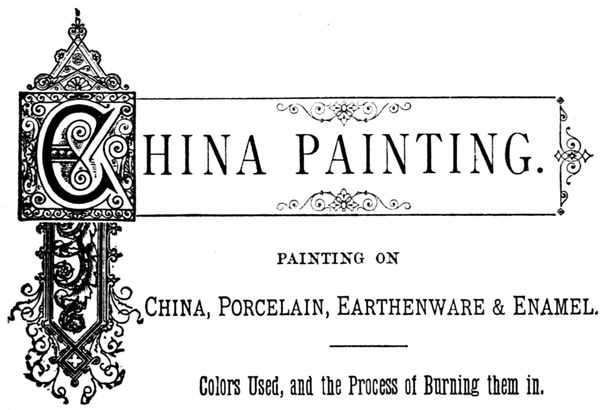 CHINA PAINTING.
PAINTING ON
CHINA, PORCELAIN, EARTHENWARE & ENAMEL.
Colors Used, and the Process of Burning them in.